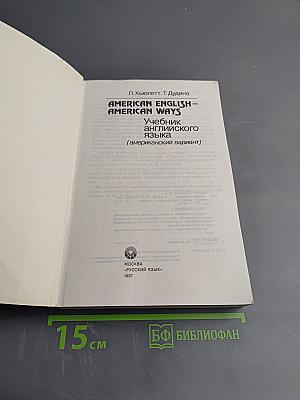 Л. Хьюлетт. Т. Дудина
AMERICAN ENGLISH–
AMERICAN WAYS
Учебник
английского
языка
(американский вариант)
МОСКВА
«РУССКИЙ ЯЗЫК»
1997
15 см
БФ БИБЛИОФАН